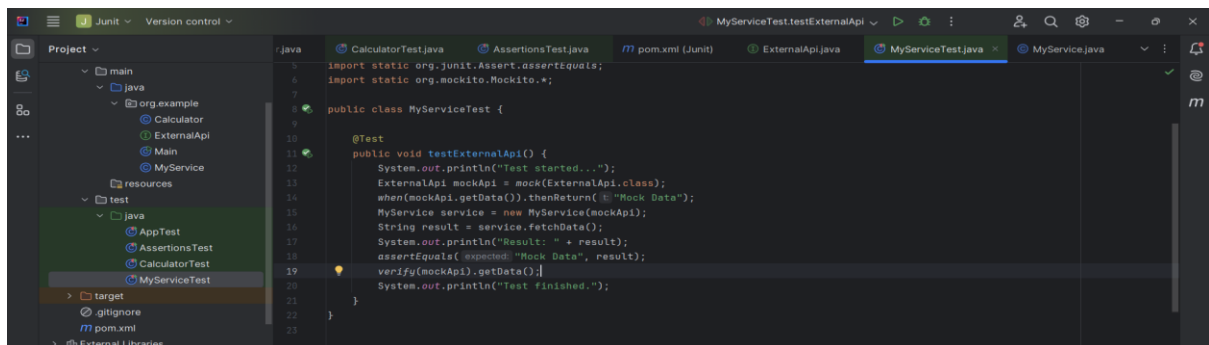 J Junit Version control MyServiceTest.testExternalApi
Project
main
java
org.example
Calculator
ExternalApi
Main
MyService
resources
test
java
AppTest
AssertionsTest
CalculatorTest
MyServiceTest
target
.gitignore
m pom.xml
External Libraries
r.java CalculatorTest.java AssertionsTest.java m pom.xml (Junit) ExternalApi.java MyServiceTest.java MyService.java
5 import static org.junit.Assert.assertEquals;
6 import static org.mockito.Mockito.*;
7
8 public class MyServiceTest {
9
10 @Test
11 public void testExternalApi() {
12 System.out.println("Test started...");
13 ExternalApi mockApi = mock(ExternalApi.class);
14 when(mockApi.getData()).thenReturn( t: "Mock Data");
15 MyService service = new MyService(mockApi);
16 String result = service.fetchData();
17 System.out.println("Result: " + result);
18 assertEquals( expected: "Mock Data", result);
19 verify(mockApi).getData();
20 System.out.println("Test finished.");
21 }
22 }
23
m